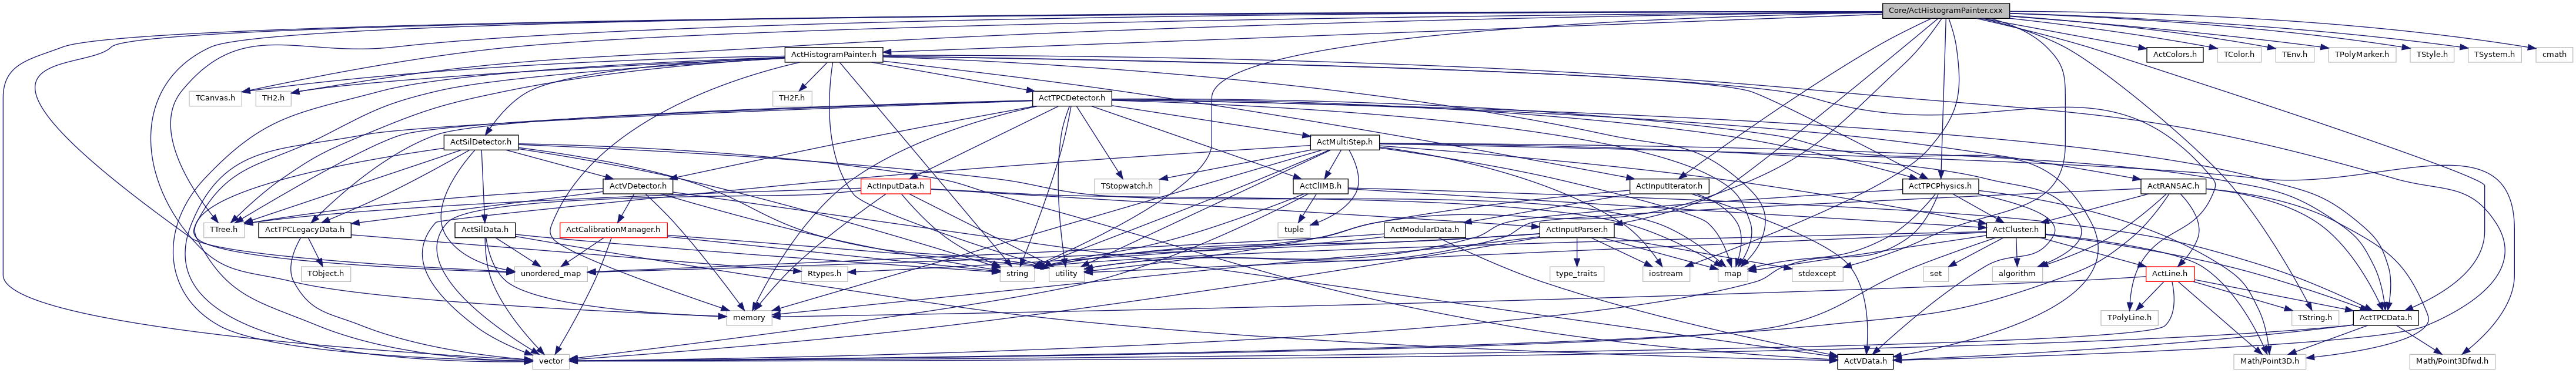 Core/ActHistogramPainter.cxx
ActHistogramPainter.h
ActColors.h
TColor.h
TEnv.h
TPolyMarker.h
TStyle.h
TSystem.h
cmath
TCanvas.h
TH2.h
TH2F.h
ActTPCDetector.h
ActSilDetector.h
ActMultiStep.h
ActVDetector.h
ActInputData.h
TStopwatch.h
ActCIIMB.h
ActInputIterator.h
ActTPCPhysics.h
ActRANSAC.h
TTree.h
ActTPCLegacyData.h
ActSilData.h
ActCalibrationManager.h
tuple
ActModularData.h
ActInputParser.h
ActCluster.h
TObject.h
unordered_map
Rtypes.h
string
utility
type_traits
iostream
map
stdexcept
set
algorithm
ActLine.h
memory
TPolyLine.h
TString.h
ActTPCData.h
vector
ActVData.h
Math/Point3D.h
Math/Point3Dfwd.h